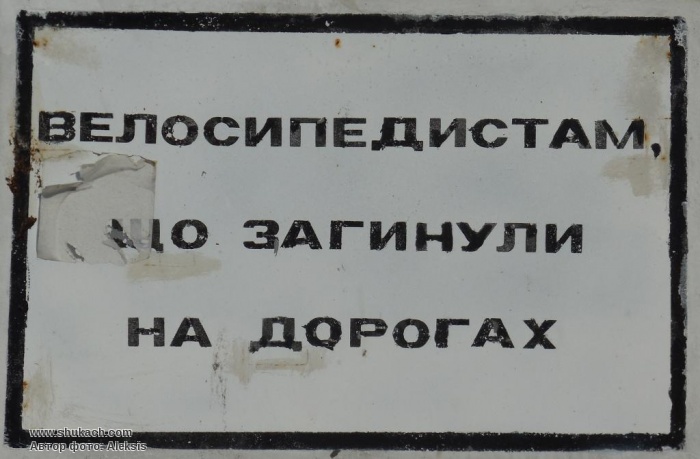 ВЕЛОСИПЕДИСТАМ,
ЩО ЗАГИНУЛИ
НА ДОРОГАХ
www.shukach.com
Автор фото: Aleksis